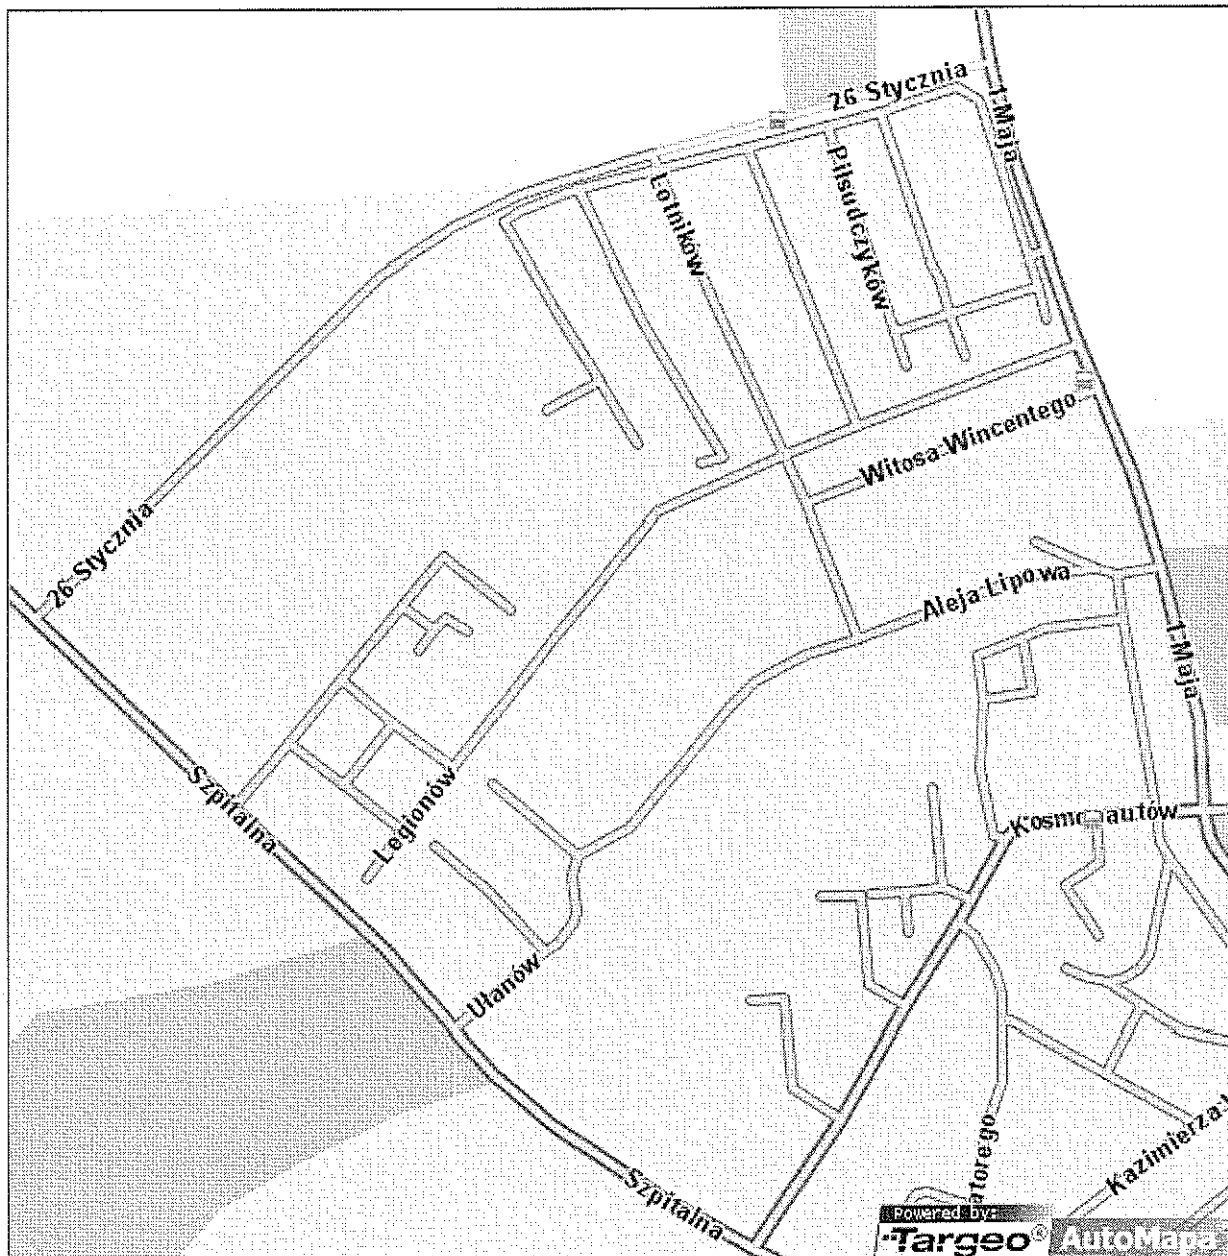 26 Stycznia
1 Maja
Lotników
Piłsudczyków
Witosa Wincentego
26 Stycznia
Aleja Lipowa
1 Maja
Szpitalna
Legionów
Kosmonautów
Ułanów
atorego
Kazimierza
Szpitalna
Powered by:
Targeo®
AutoMapa